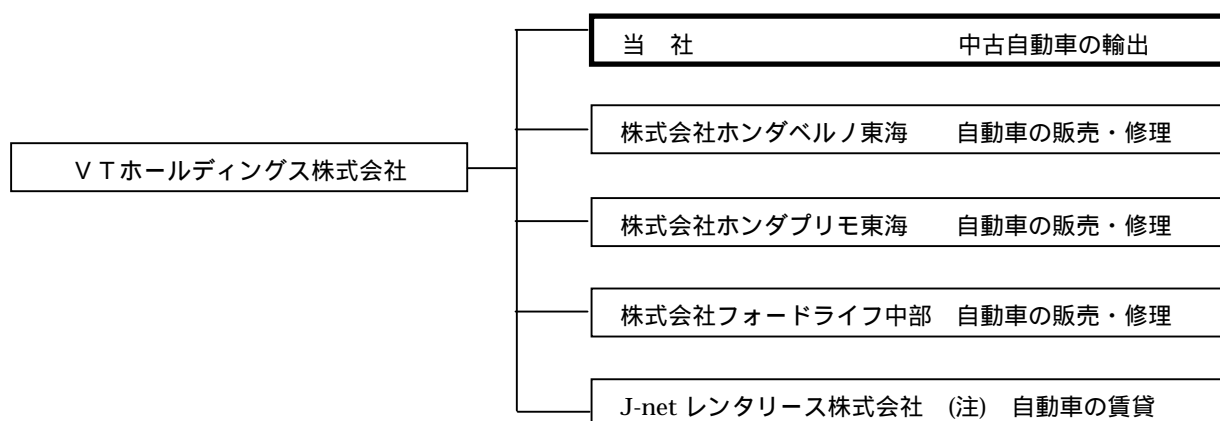 当　社　　　　　　　　　　　中古自動車の輸出
株式会社ホンダベルノ東海　　自動車の販売・修理
ＶＴホールディングス株式会社
株式会社ホンダプリモ東海　　自動車の販売・修理
株式会社フォードライフ中部　自動車の販売・修理
J-net レンタリース株式会社　(注)　自動車の賃貸